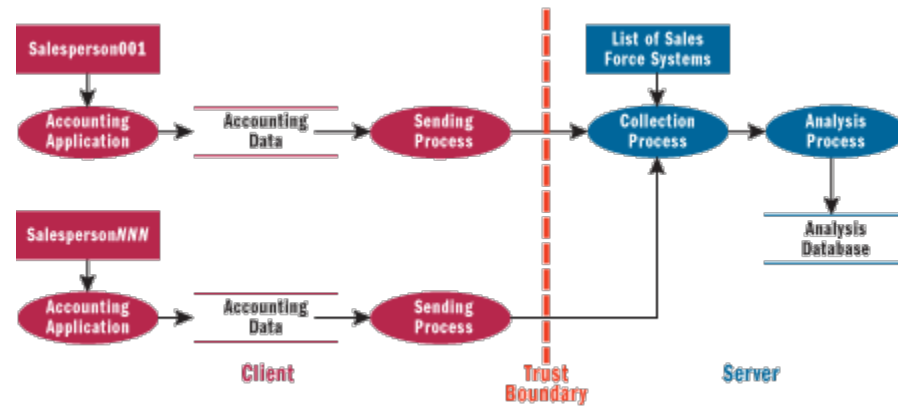 Salesperson001
List of Sales
Force Systems
Accounting
Application
Accounting
Data
Sending
Process
Collection
Process
Analysis
Process
SalespersonNNN
Analysis
Database
Accounting
Application
Accounting
Data
Sending
Process
Client
Trust
Boundary
Server